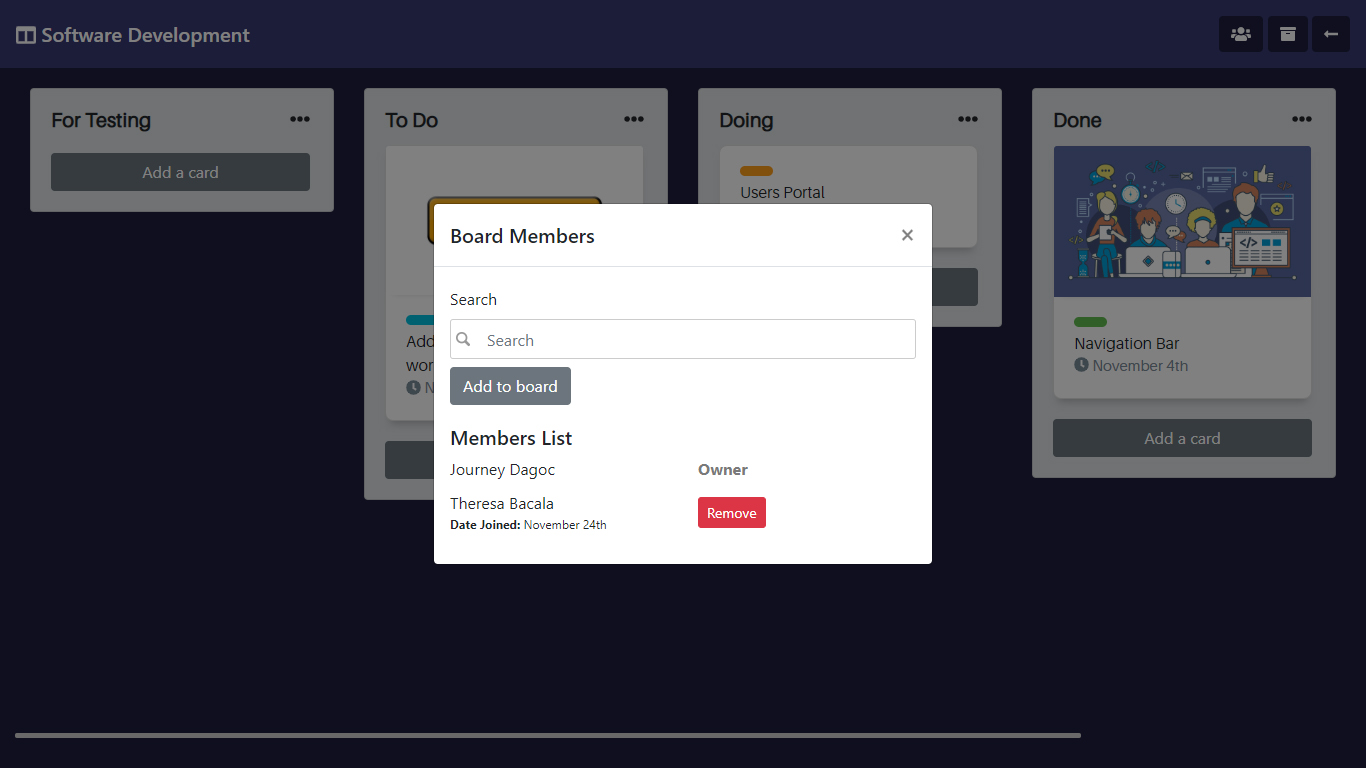 Software Development
For Testing
Add a card
To Do
Add
wor
N
Doing
Users Portal
Done
Navigation Bar
November 4th
Add a card
Board Members
×
Search
Search
Add to board
Members List
Journey Dagoc Owner
Theresa Bacala Remove
Date Joined: November 24th